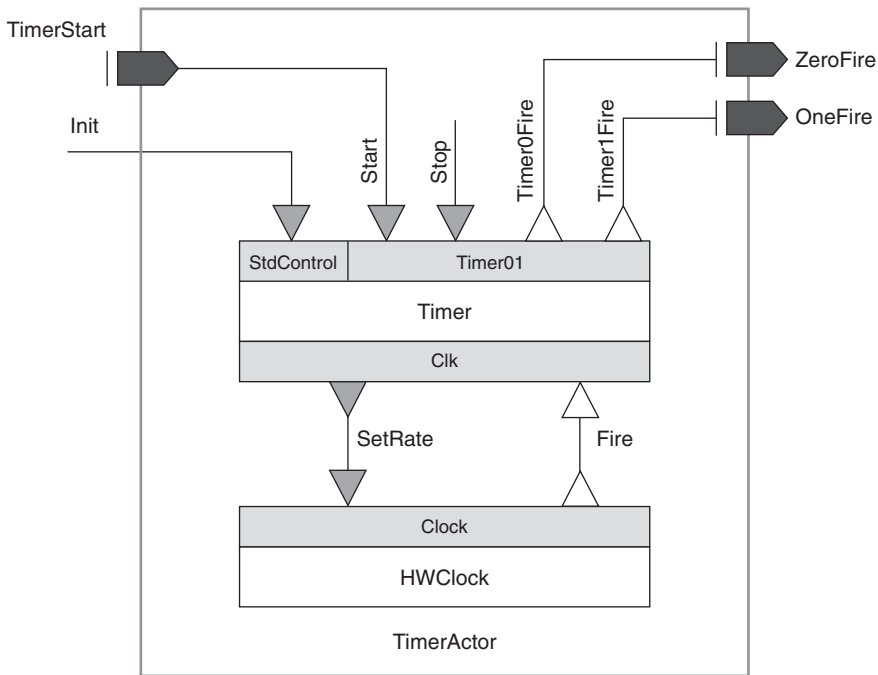 TimerStart
ZeroFire
OneFire
Init
Start
Stop
Timer0Fire
Timer1Fire
StdControl
Timer01
Timer
Clk
SetRate
Fire
Clock
HWClock
TimerActor